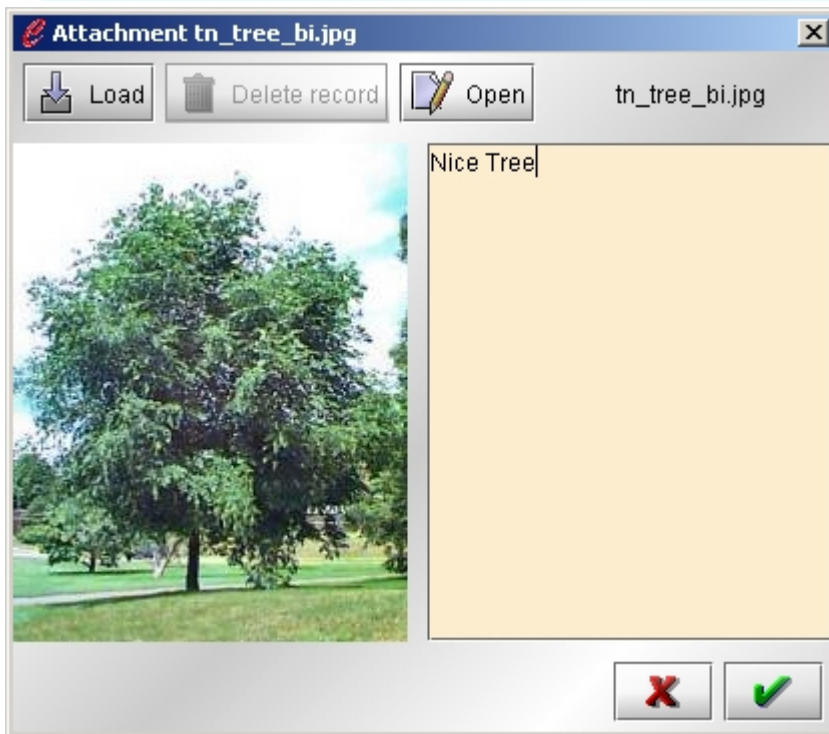 Attachment tn_tree_bi.jpg
Load
Delete record
Open
tn_tree_bi.jpg
Nice Tree